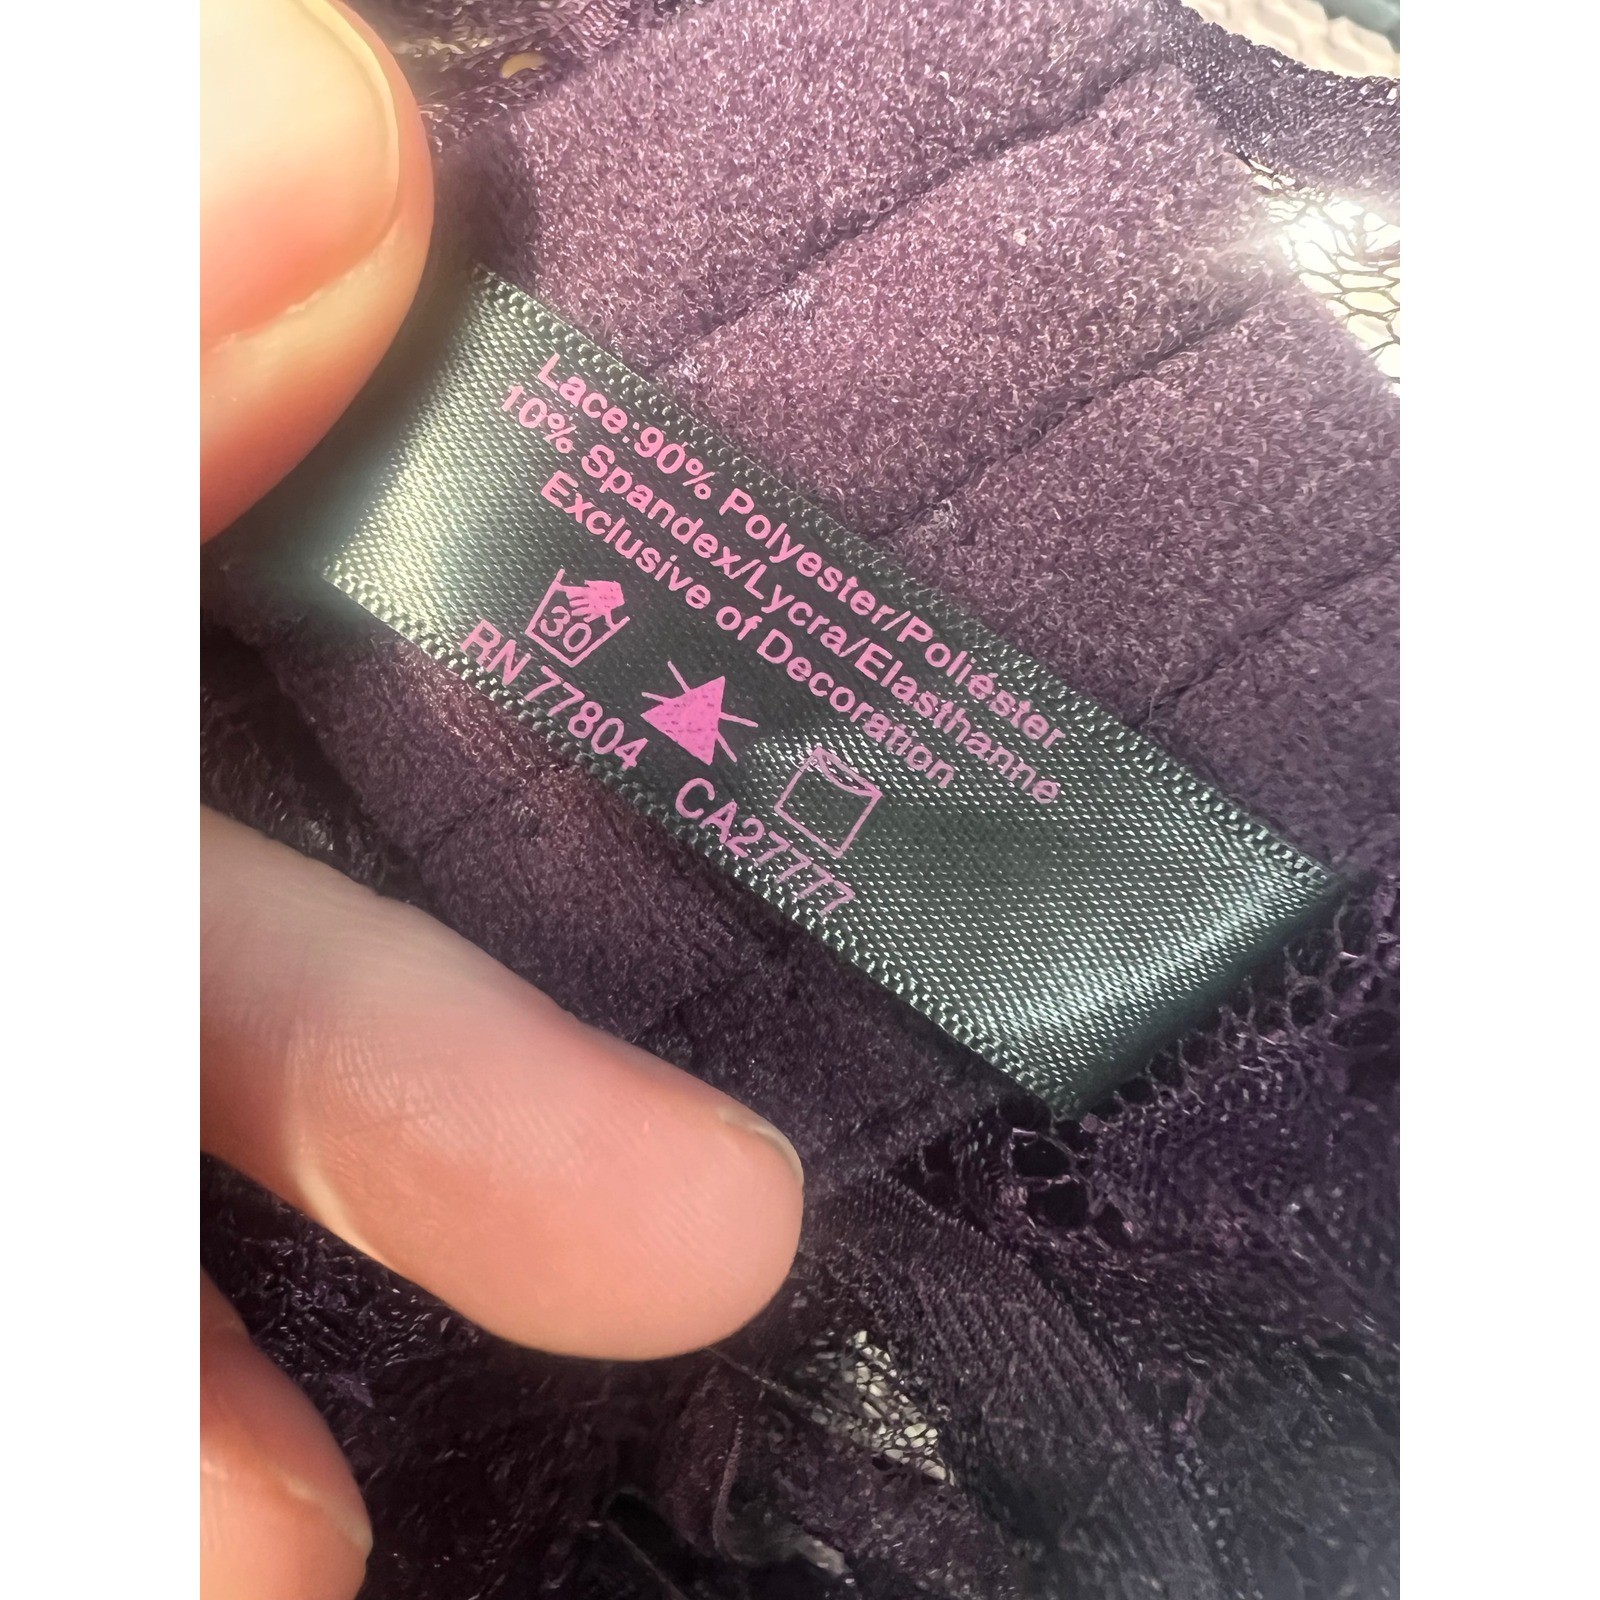 Lace:90% Polyester/Poliéster
10% Spandex/Lycra/Elasthanne
Exclusive of Decoration
30
RN 77804 CA27777